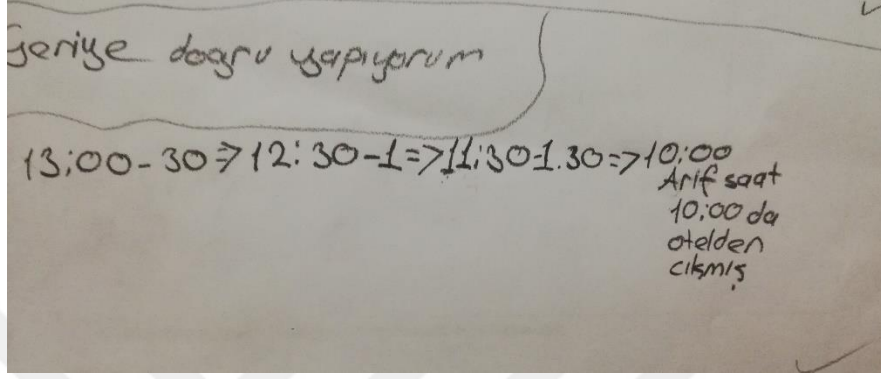 Geriye doğru yapıyorum
13:00-30=>12:30-1=>11:30-1.30=>10:00
Arif saat
10:00 da
otelden
cıkmış